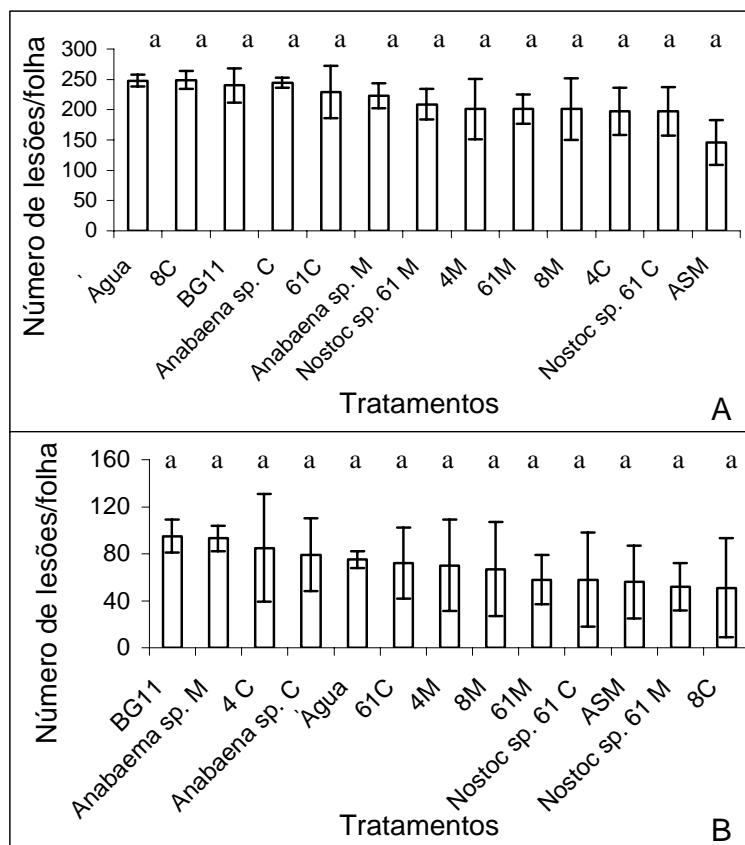 a a a a a a a a a a a a a
Número de lesões/folha
300
250
200
150
100
50
0
´Agua
8C
BG11
Anabaena sp. C
61C
Anabaena sp. M
Nostoc sp. 61 M
4M
61M
8M
4C
Nostoc sp. 61 C
ASM
Tratamentos
A
a a a a a a a a a a a a a
Número de lesões/folha
160
120
80
40
0
BG11
Anabaema sp. M
4 C
Anabaena sp. C
´Agua
61C
4M
8M
61M
Nostoc sp. 61 C
ASM
Nostoc sp. 61 M
8C
Tratamentos
B